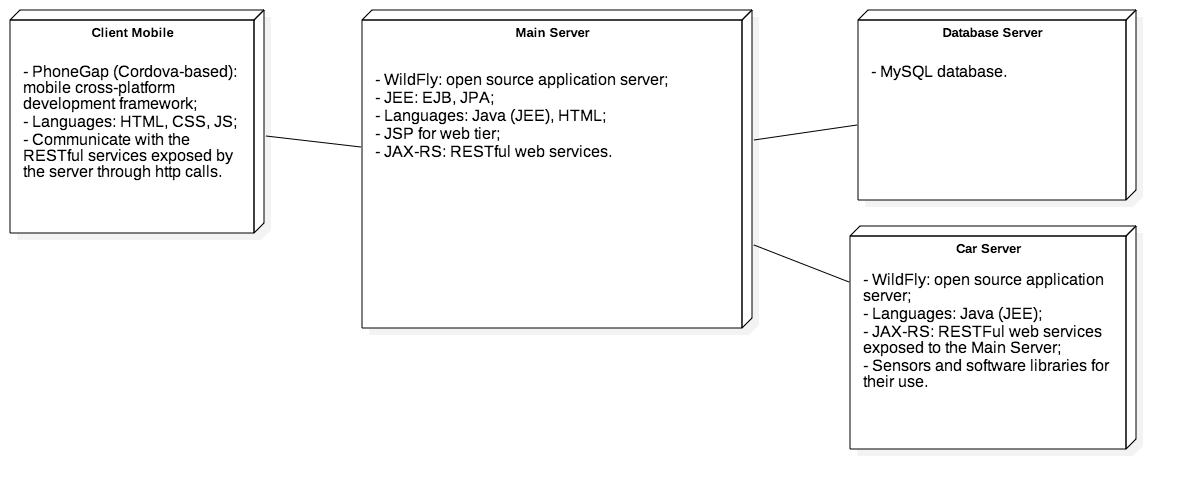 Client Mobile
- PhoneGap (Cordova-based):
mobile cross-platform
development framework;
- Languages: HTML, CSS, JS;
- Communicate with the
RESTful services exposed by
the server through http calls.
Main Server
- WildFly: open source application server;
- JEE: EJB, JPA;
- Languages: Java (JEE), HTML;
- JSP for web tier;
- JAX-RS: RESTful web services.
Database Server
- MySQL database.
Car Server
- WildFly: open source application
server;
- Languages: Java (JEE);
- JAX-RS: RESTFul web services
exposed to the Main Server;
- Sensors and software libraries for
their use.